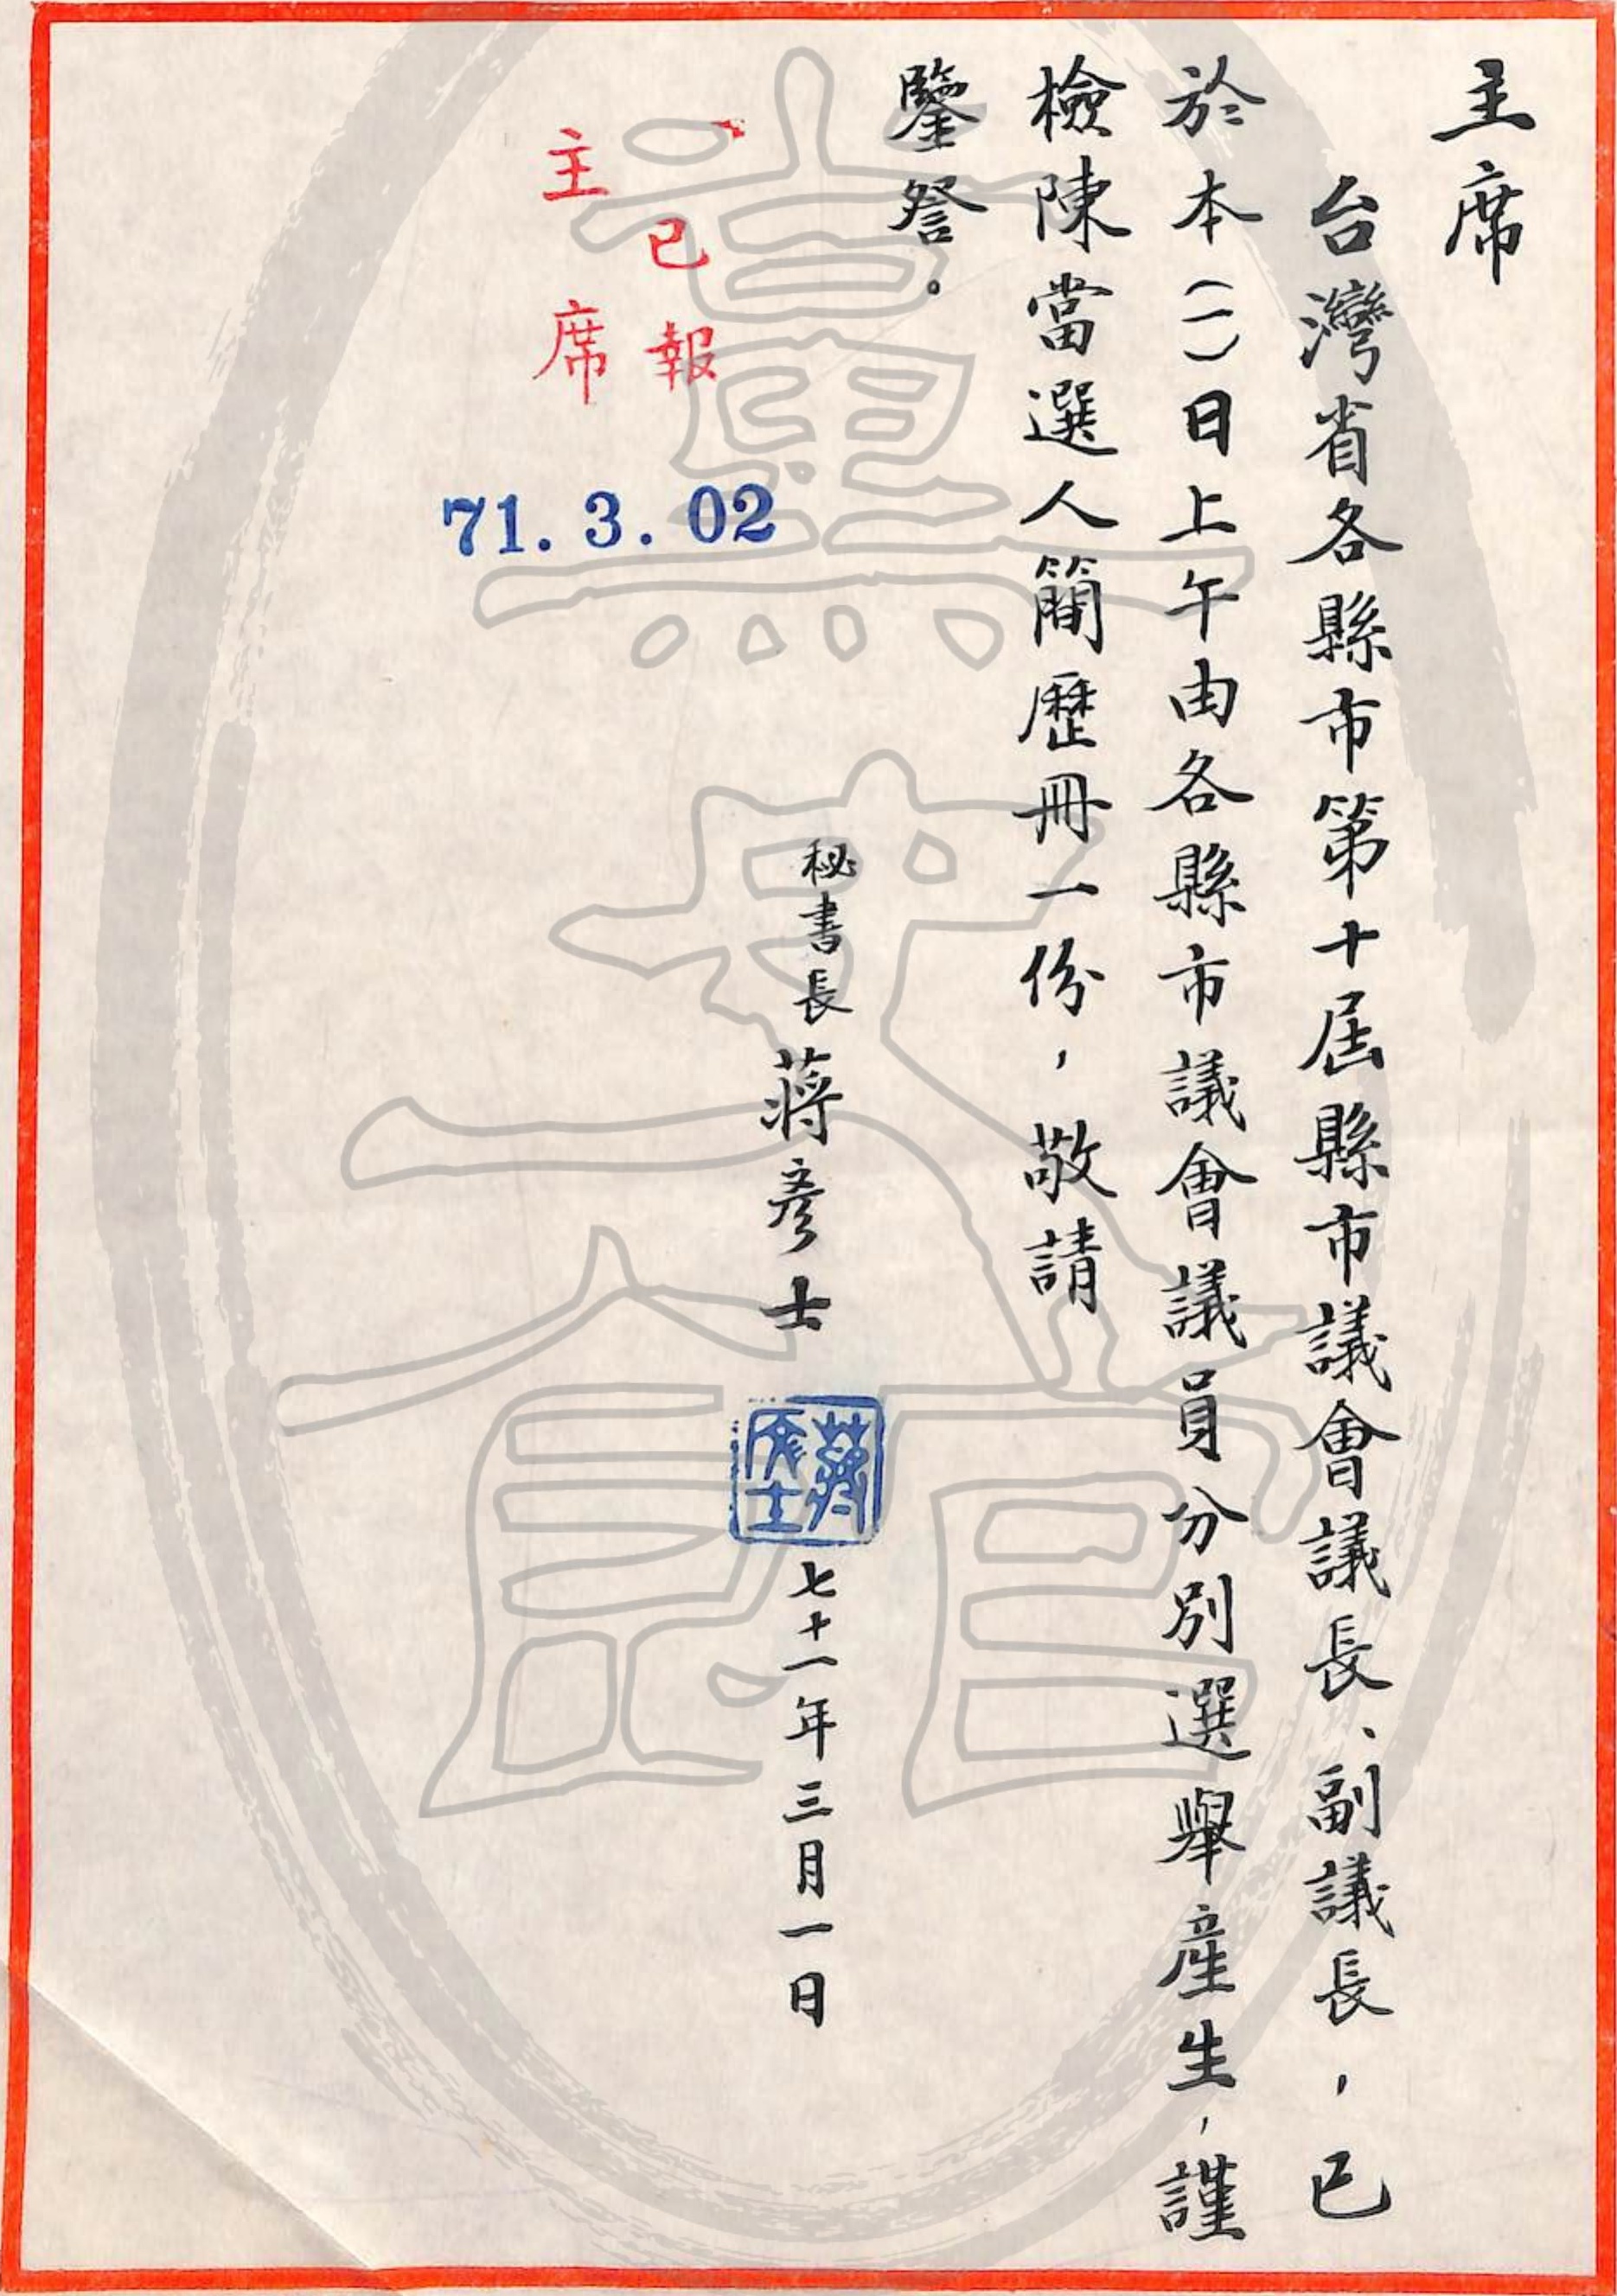 主席
台灣省各縣市第十屆縣市議會議長、副議長，已
於本(一)日上午由各縣市議會議員分別選舉產生，謹
檢陳當選人簡歷冊一份，敬請
鑒詧。
秘書長 蔣彥士 七十一年三月一日
蔣彥士
一已報
主席
71.3.02